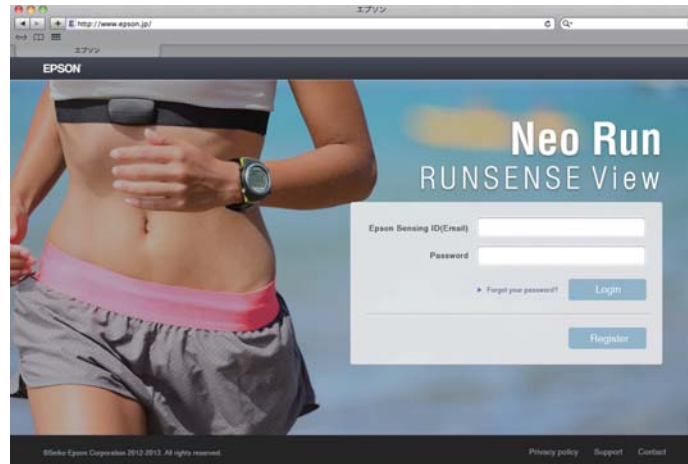 エプソン
http://www.epson.jp/
エプソン
EPSON
Neo Run
RUNSENSE View
Epson Sensing ID(Email)
Password
Forget your password?
Login
Register
©Seiko Epson Corporation 2012-2013. All rights reserved.
Privacy policy Support Contact